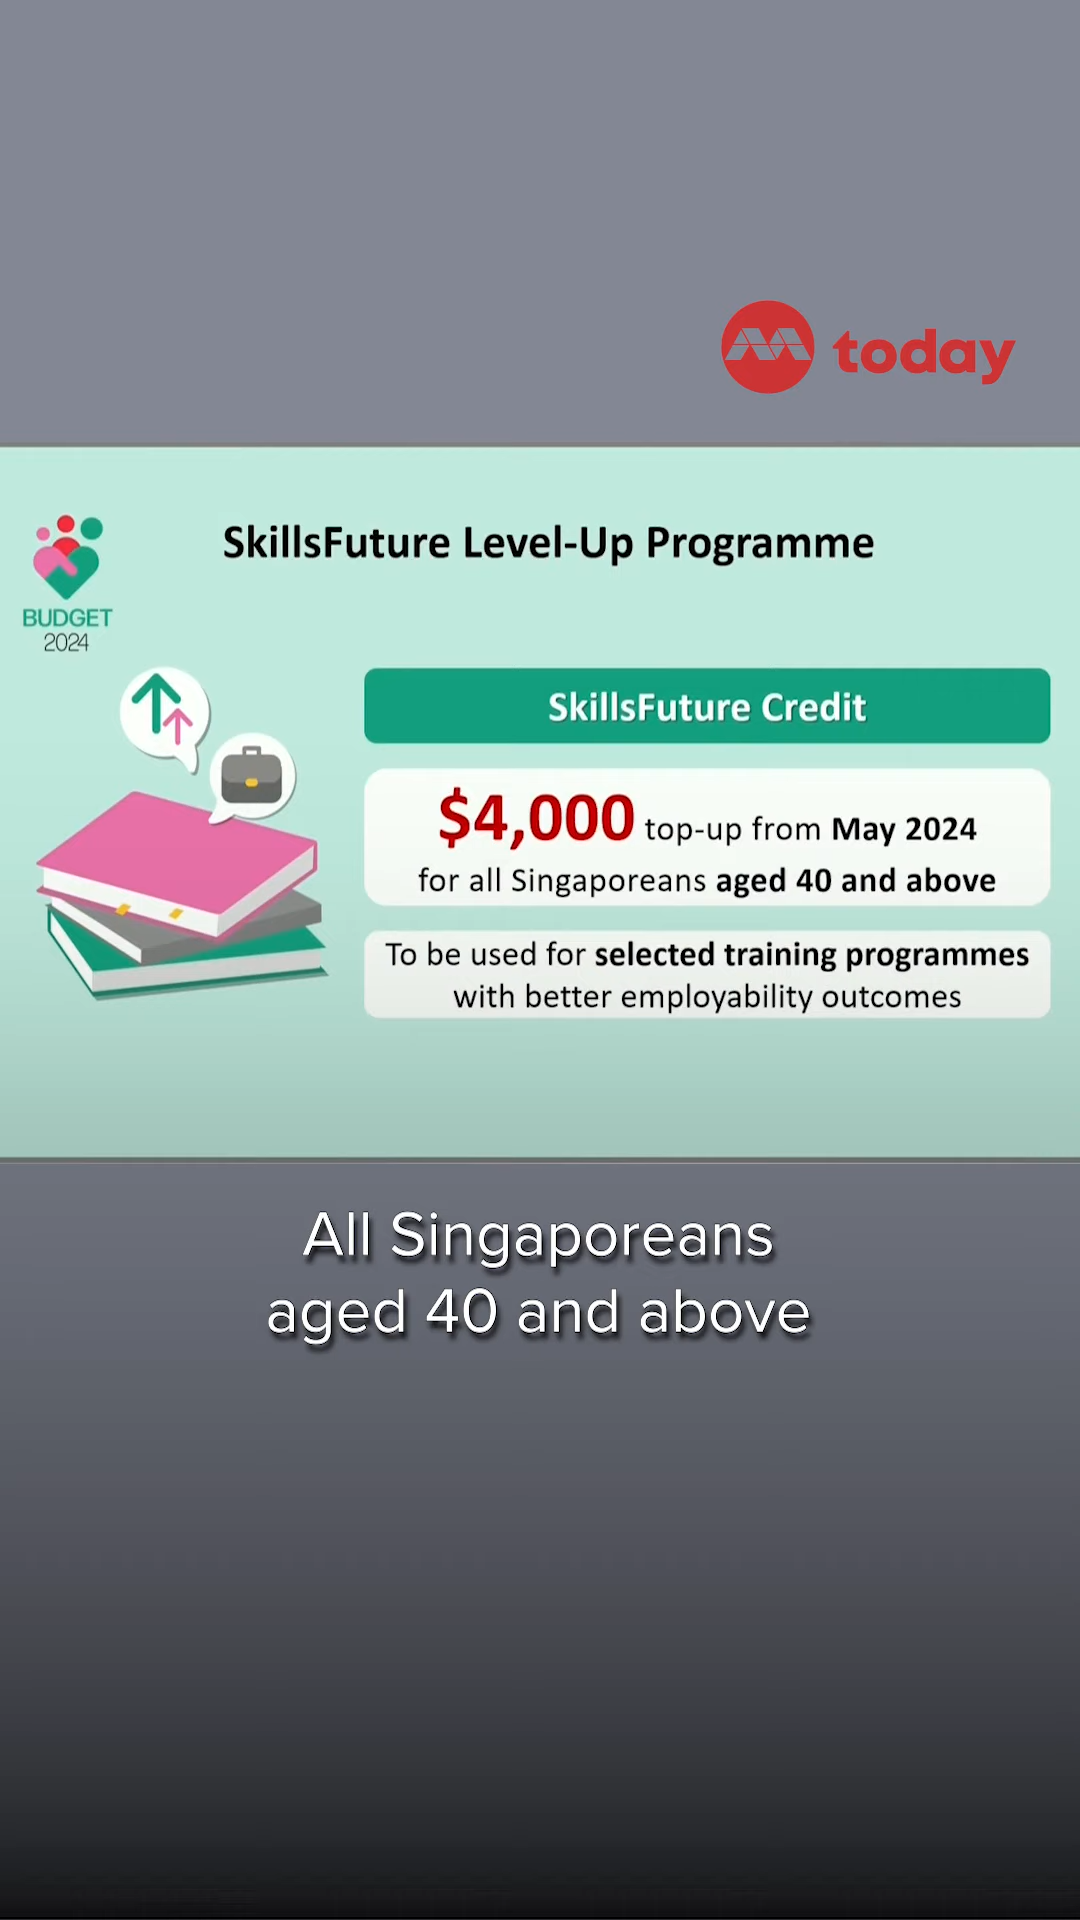 today
SkillsFuture Level-Up Programme
BUDGET
2024
SkillsFuture Credit
$4,000 top-up from May 2024
for all Singaporeans aged 40 and above
To be used for selected training programmes
with better employability outcomes
All Singaporeans
aged 40 and above